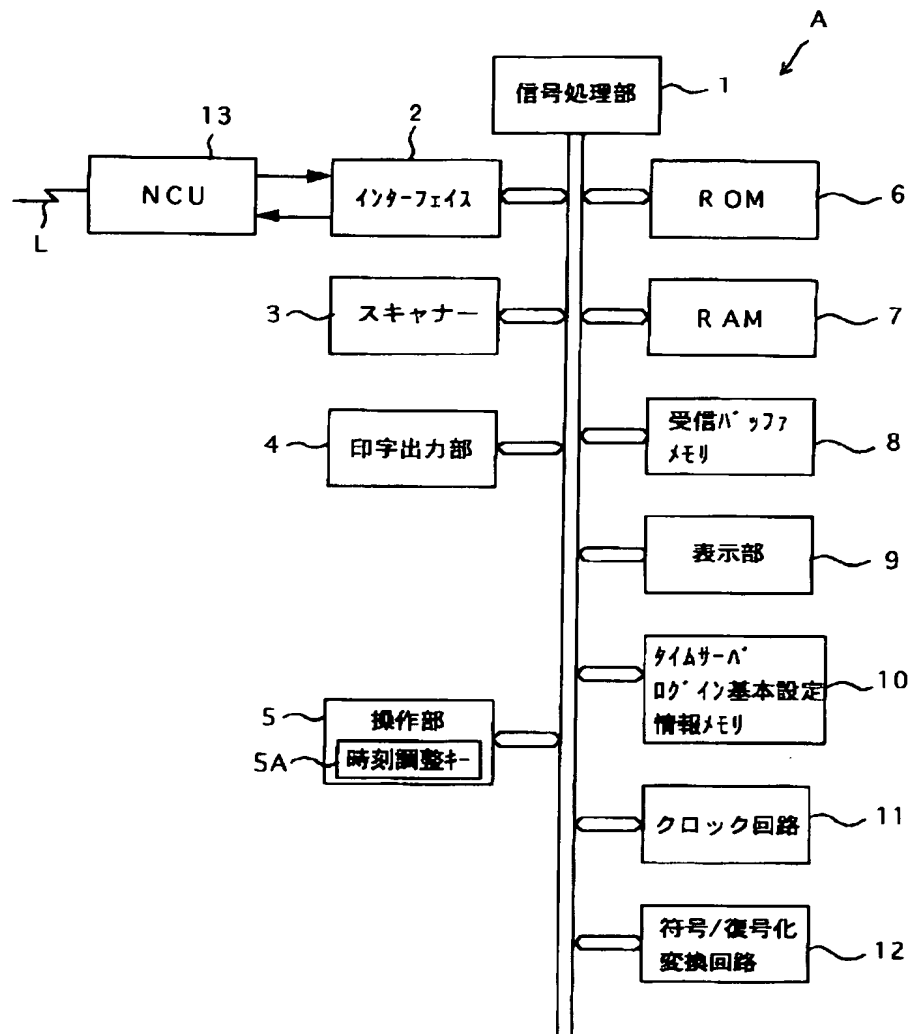 A
信号処理部
1
13
2
NCU
インターフェイス
ROM
6
L
3
スキャナー
RAM
7
4
印字出力部
受信バッファ
メモリ
8
表示部
9
タイムサーバ
ログイン基本設定
情報メモリ
10
5
操作部
5A
時刻調整キー
クロック回路
11
符号/復号化
変換回路
12